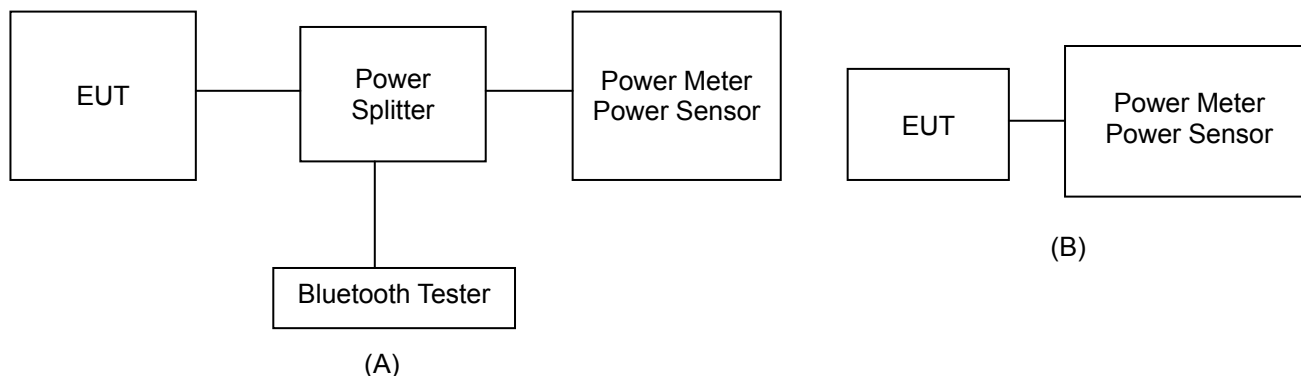 EUT
Power
Splitter
Power Meter
Power Sensor
Bluetooth Tester
(A)
EUT
Power Meter
Power Sensor
(B)